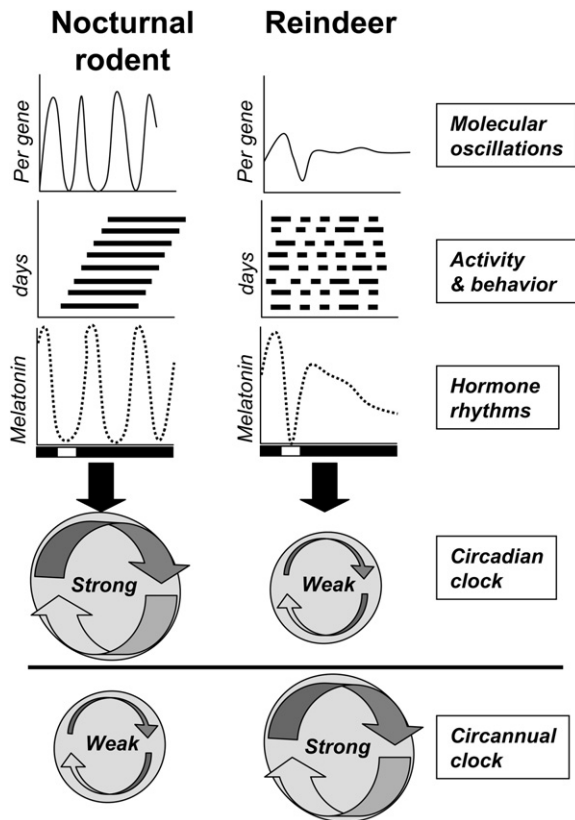 Nocturnal
rodent
Reindeer
Per gene
Per gene
Molecular
oscillations
days
days
Activity
& behavior
Melatonin
Melatonin
Hormone
rhythms
Strong
Weak
Circadian
clock
Weak
Strong
Circannual
clock